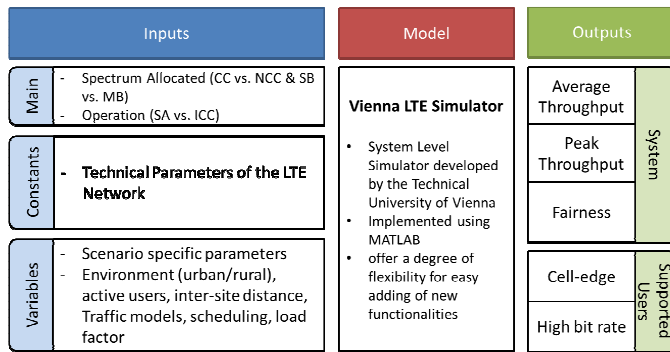 Inputs
Model
Outputs
Main
- Spectrum Allocated (CC vs. NCC & SB
vs. MB)
- Operation (SA vs. ICC)
Constants
- Technical Parameters of the LTE
Network
Variables
- Scenario specific parameters
- Environment (urban/rural),
active users, inter-site distance,
Traffic models, scheduling, load
factor
Vienna LTE Simulator
• System Level
Simulator developed
by the Technical
University of Vienna
• Implemented using
MATLAB
• offer a degree of
flexibility for easy
adding of new
functionalities
Average
Throughput
Peak
Throughput
Fairness
System
Cell-edge
High bit rate
Supported
Users